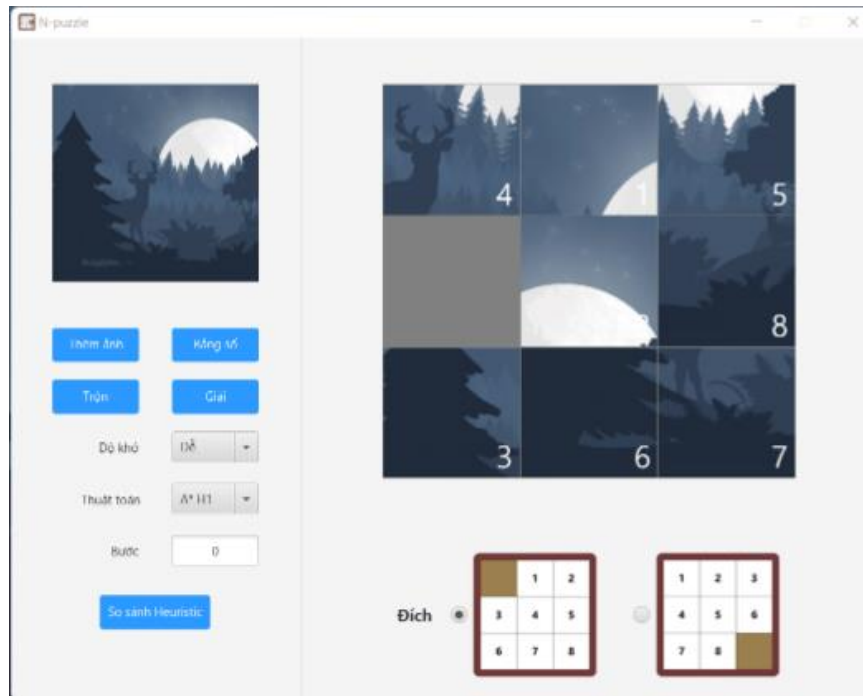 N-puzzle
4 1 5
8
3 6 7
Thêm ảnh Bảng số
Trộn Giải
Độ khó Dễ
Thuật toán A* H1
Bước 0
So sánh Heuristic
Đích
1 2
3 4 5
6 7 8
1 2 3
4 5 6
7 8